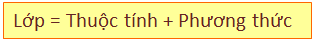 Lớp = Thuộc tính + Phương thức